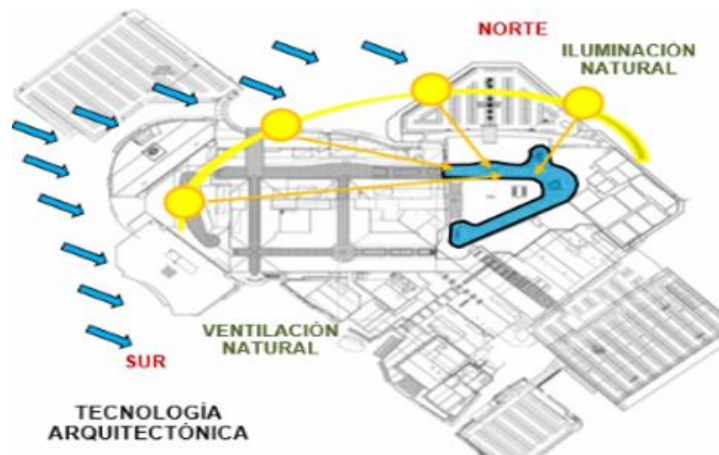 NORTE
ILUMINACIÓN
NATURAL
VENTILACIÓN
NATURAL
SUR
TECNOLOGÍA
ARQUITECTÓNICA